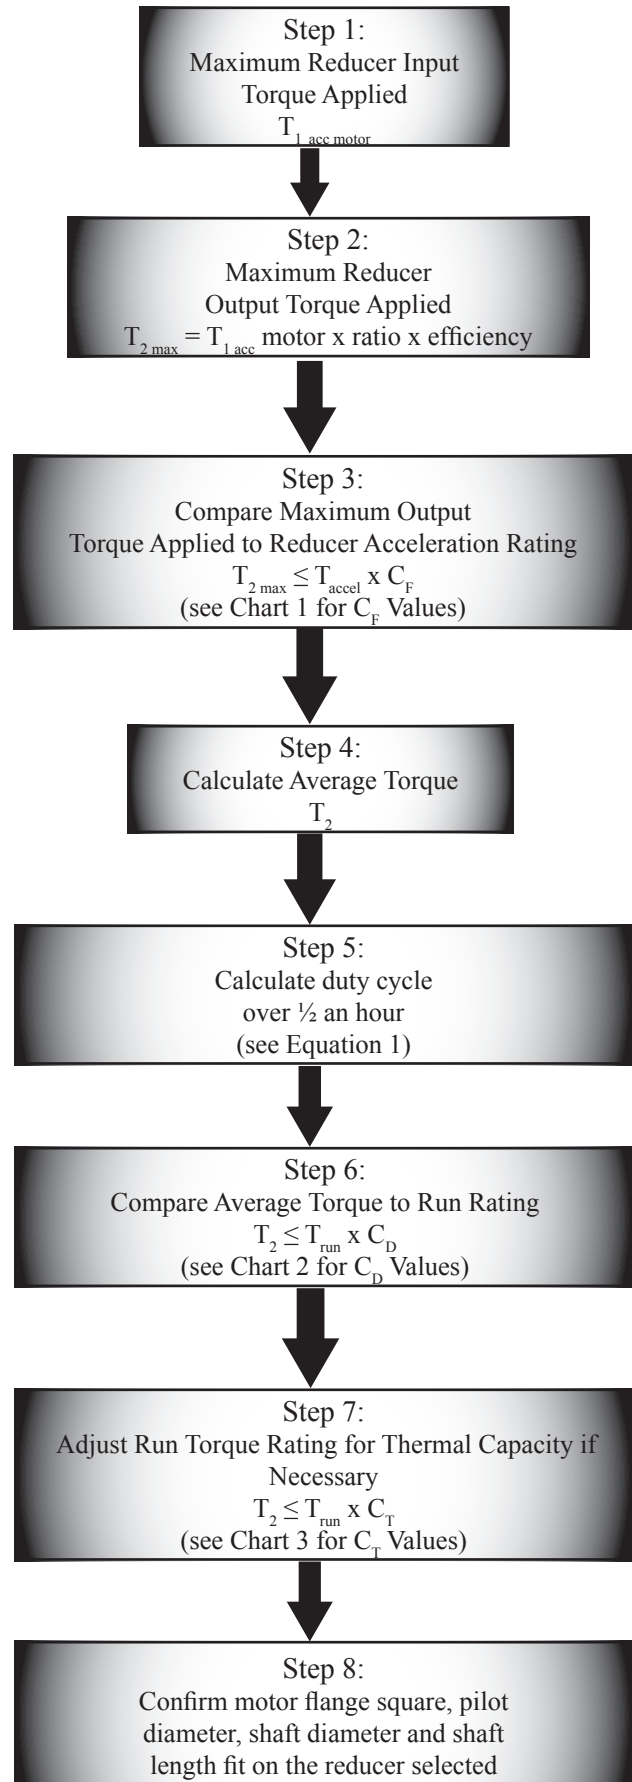 Step 1:
Maximum Reducer Input
Torque Applied
T₁ acc motor
Step 2:
Maximum Reducer
Output Torque Applied
T₂ max = T₁ acc motor x ratio x efficiency
Step 3:
Compare Maximum Output
Torque Applied to Reducer Acceleration Rating
T₂ max ≤ Taccel x CF
(see Chart 1 for CF Values)
Step 4:
Calculate Average Torque
T₂
Step 5:
Calculate duty cycle
over ½ an hour
(see Equation 1)
Step 6:
Compare Average Torque to Run Rating
T₂ ≤ Trun x CD
(see Chart 2 for CD Values)
Step 7:
Adjust Run Torque Rating for Thermal Capacity if
Necessary
T₂ ≤ Trun x CT
(see Chart 3 for CT Values)
Step 8:
Confirm motor flange square, pilot
diameter, shaft diameter and shaft
length fit on the reducer selected